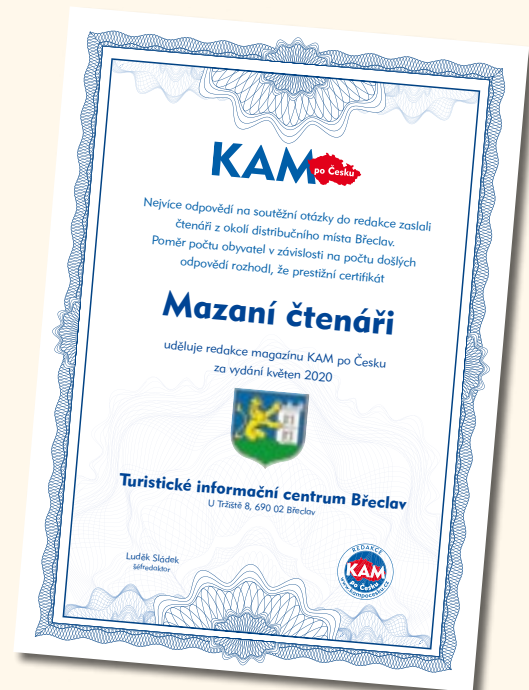 KAM
po Česku
Nejvíce odpovědí na soutěžní otázky do redakce zaslali
čtenáři z okolí distribučního místa Břeclav.
Poměr počtu obyvatel v závislosti na počtu došlých
odpovědí rozhodl, že prestižní certifikát
Mazaní čtenáři
uděluje redakce magazínu KAM po Česku
za vydání květen 2020
Turistické informační centrum Břeclav
U Tržiště 8, 690 02 Břeclav
Luděk Sládek
šéfredaktor
REDAKCE
KAM
po Česku
www.kampocesku.cz